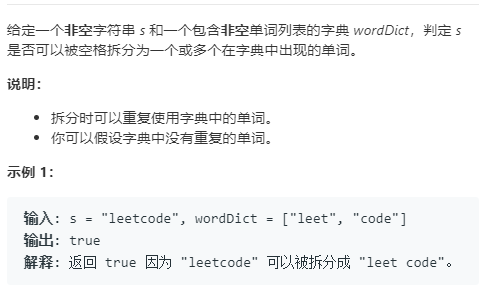 给定一个非空字符串 s 和一个包含非空单词列表的字典 wordDict，判定 s
是否可以被空格拆分为一个或多个在字典中出现的单词。
说明：
• 拆分时可以重复使用字典中的单词。
• 你可以假设字典中没有重复的单词。
示例 1：
输入: s = "leetcode", wordDict = ["leet", "code"]
输出: true
解释: 返回 true 因为 "leetcode" 可以被拆分成 "leet code"。